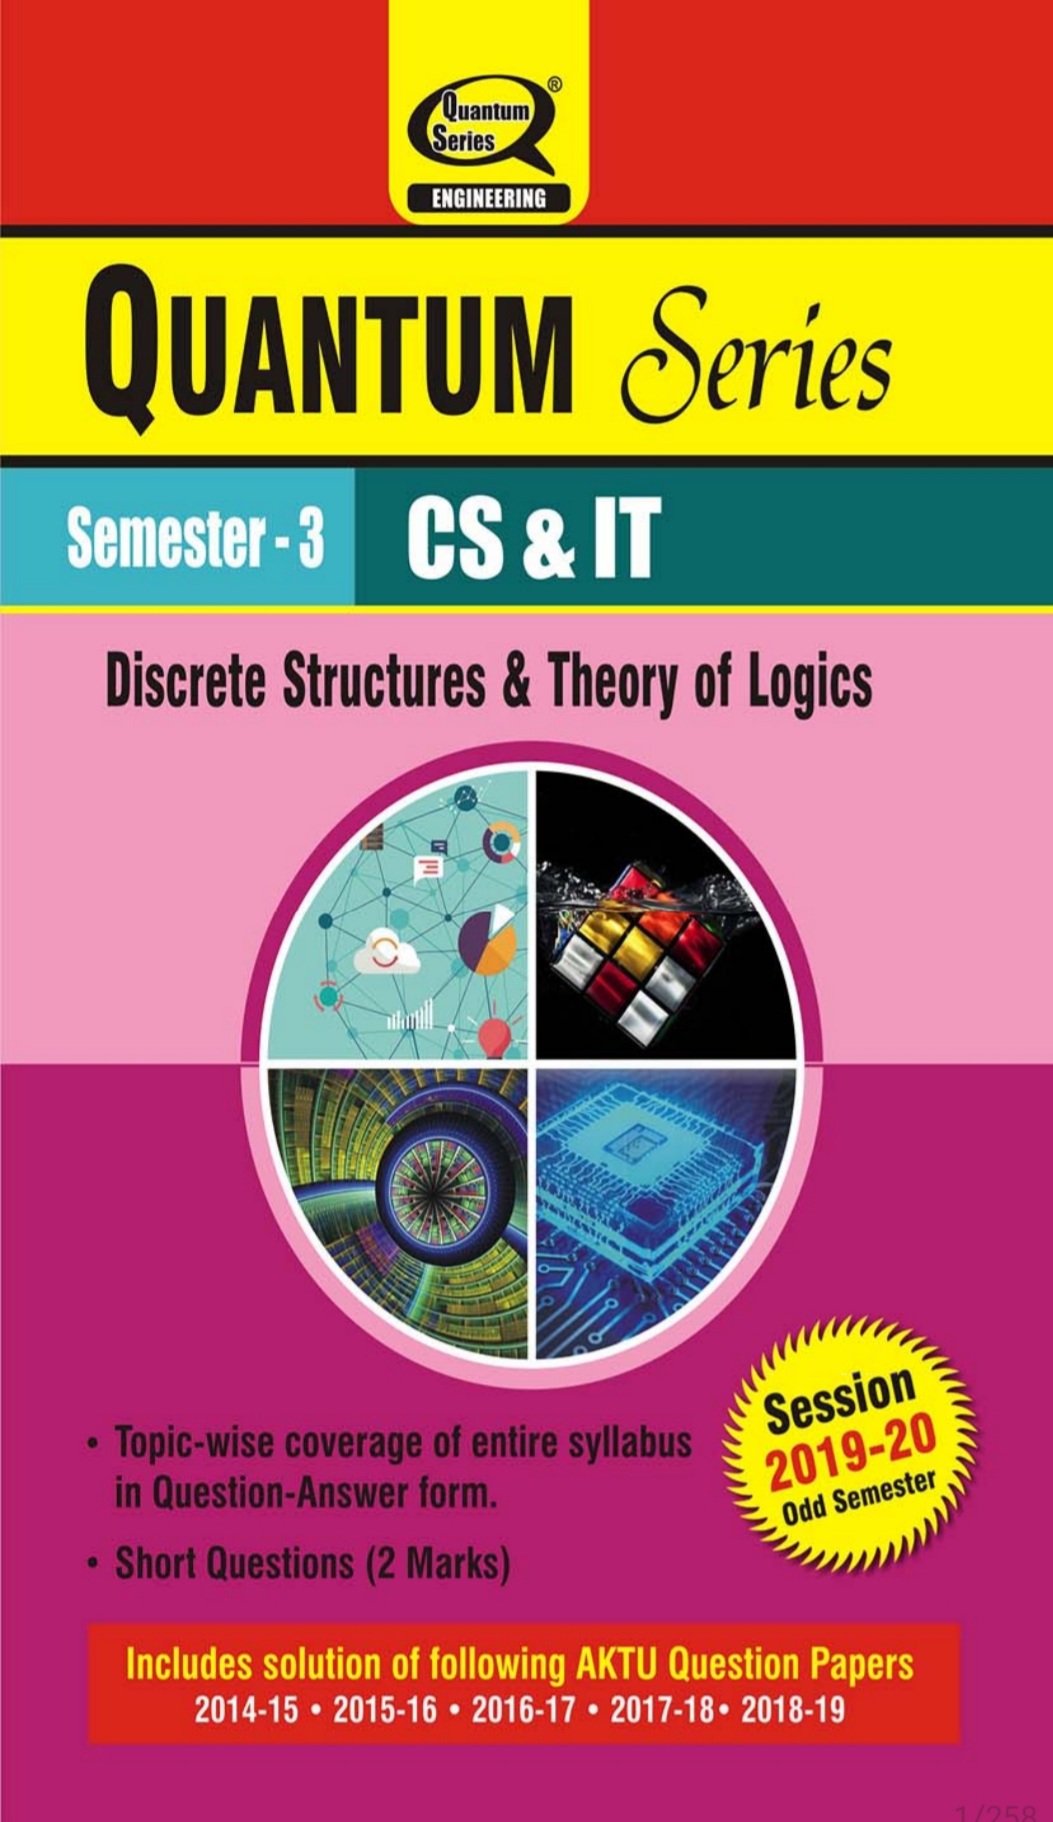 Quantum
Series
®
ENGINEERING
QUANTUM Series
Semester - 3
CS & IT
Discrete Structures & Theory of Logics
Session
2019-20
Odd Semester
• Topic-wise coverage of entire syllabus
in Question-Answer form.
• Short Questions (2 Marks)
Includes solution of following AKTU Question Papers
2014-15 • 2015-16 • 2016-17 • 2017-18 • 2018-19
1/258